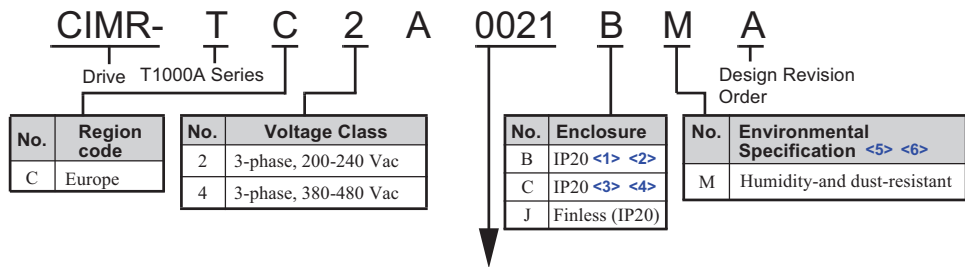 CIMR- T C 2 A 0021 B M A
Drive T1000A Series
Design Revision
Order
No. Region code
C Europe
No. Voltage Class
2 3-phase, 200-240 Vac
4 3-phase, 380-480 Vac
No. Enclosure
B IP20 <1> <2>
C IP20 <3> <4>
J Finless (IP20)
No. Environmental
Specification <5> <6>
M Humidity-and dust-resistant